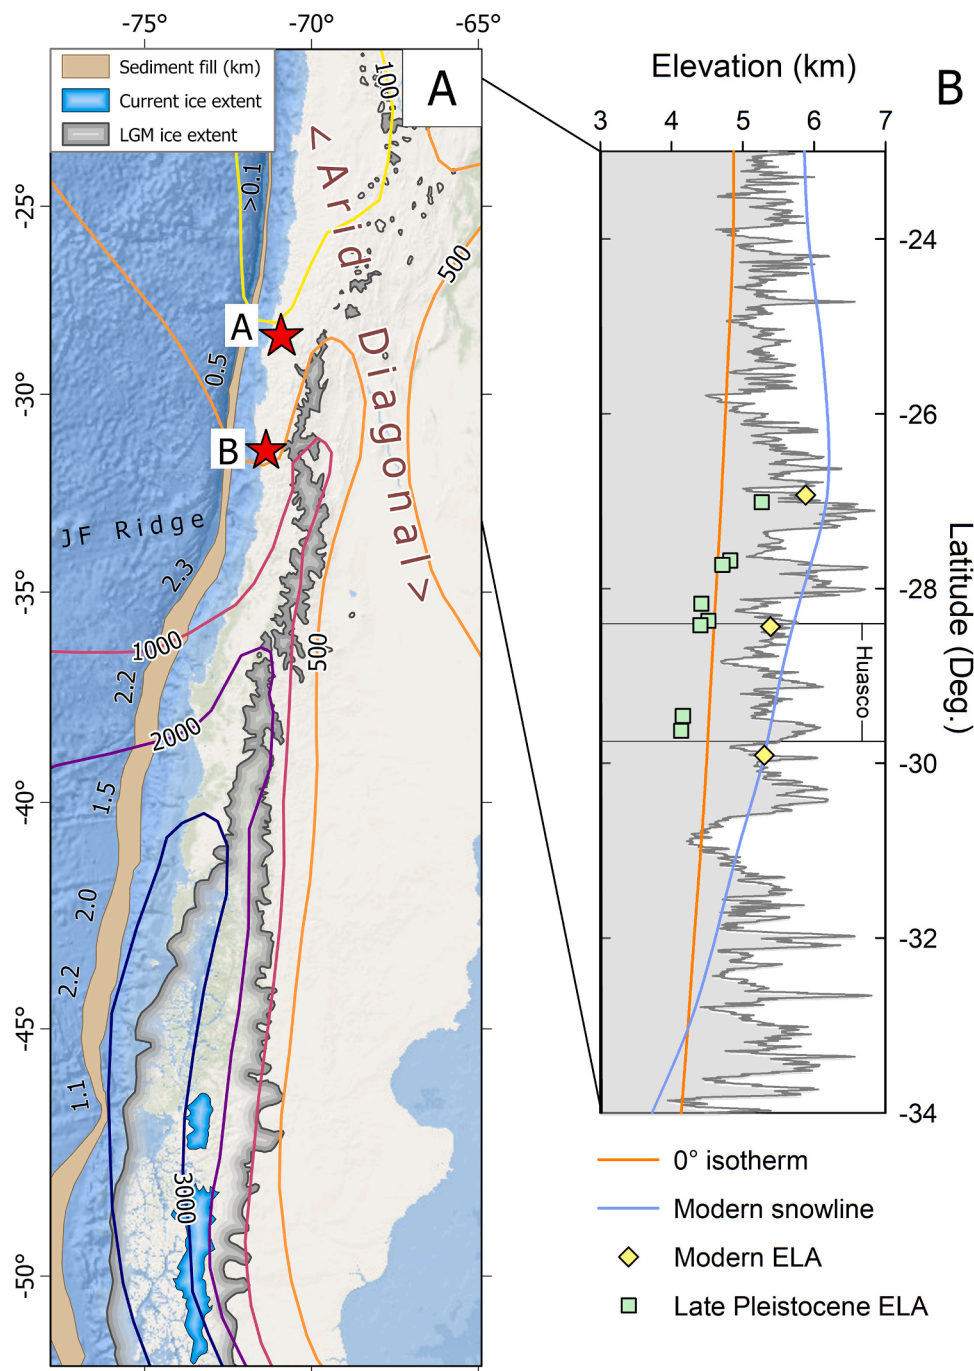 -75°
-70°
-65°
Sediment fill (km)
Current ice extent
LGM ice extent
A
100
-25°
>0.1
< Arid Diagonal >
500
A
0.5
-30°
B
JF Ridge
2.3
-35°
1000
500
2.2
2000
1.5
-40°
2.0
2.2
-45°
1.1
3000
-50°
B
Elevation (km)
3
4
5
6
7
-24
-26
-28
Huasco
-30
-32
-34
Latitude (Deg.)
0° isotherm
Modern snowline
Modern ELA
Late Pleistocene ELA